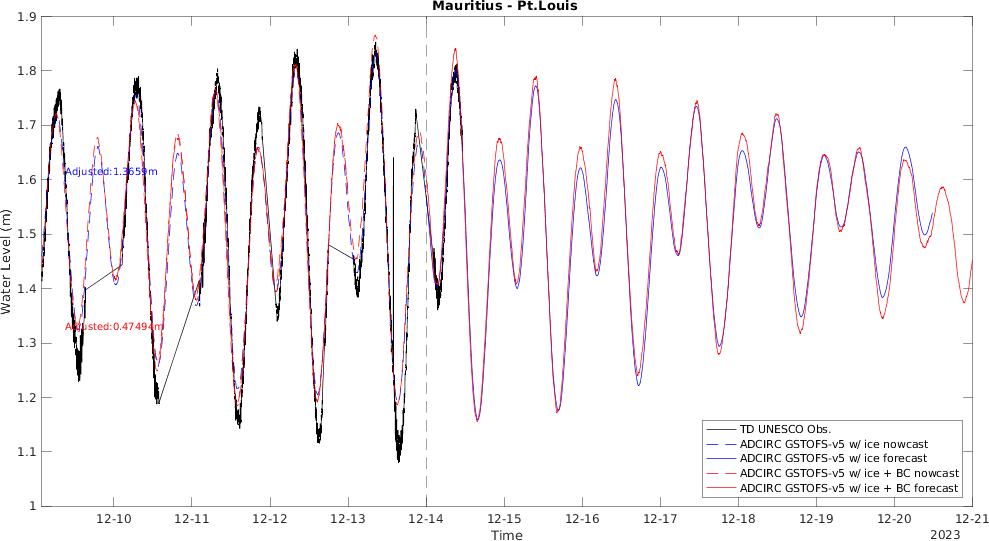 Mauritius - Pt.Louis
1.9
1.8
1.7
1.6
1.5
1.4
1.3
1.2
1.1
1
Water Level (m)
Adjusted:1.3659m
Adjusted:0.47494m
TD UNESCO Obs.
ADCIRC GSTOFS-v5 w/ ice nowcast
ADCIRC GSTOFS-v5 w/ ice forecast
ADCIRC GSTOFS-v5 w/ ice + BC nowcast
ADCIRC GSTOFS-v5 w/ ice + BC forecast
12-10 12-11 12-12 12-13 12-14 12-15 12-16 12-17 12-18 12-19 12-20 12-21
Time
2023